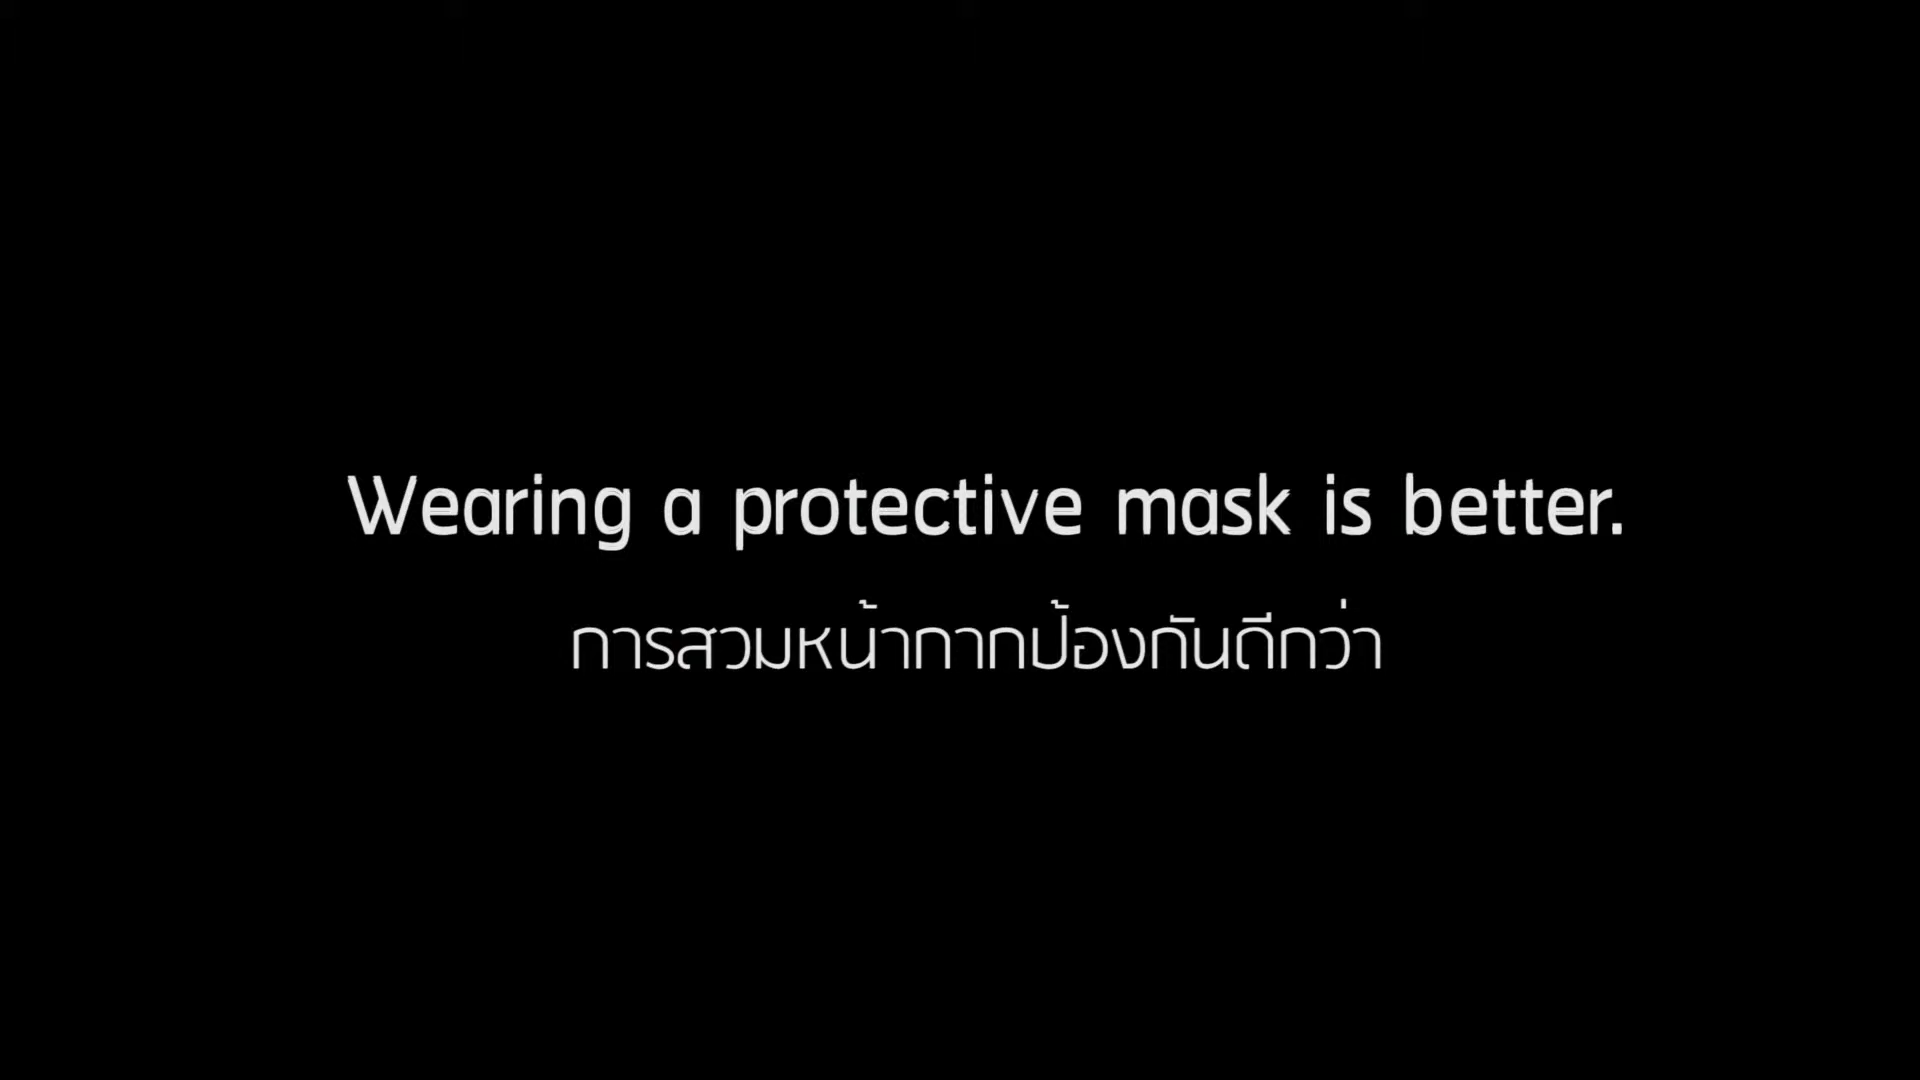 Wearing a protective mask is better.
การสวมหน้ากากป้องกันดีกว่า